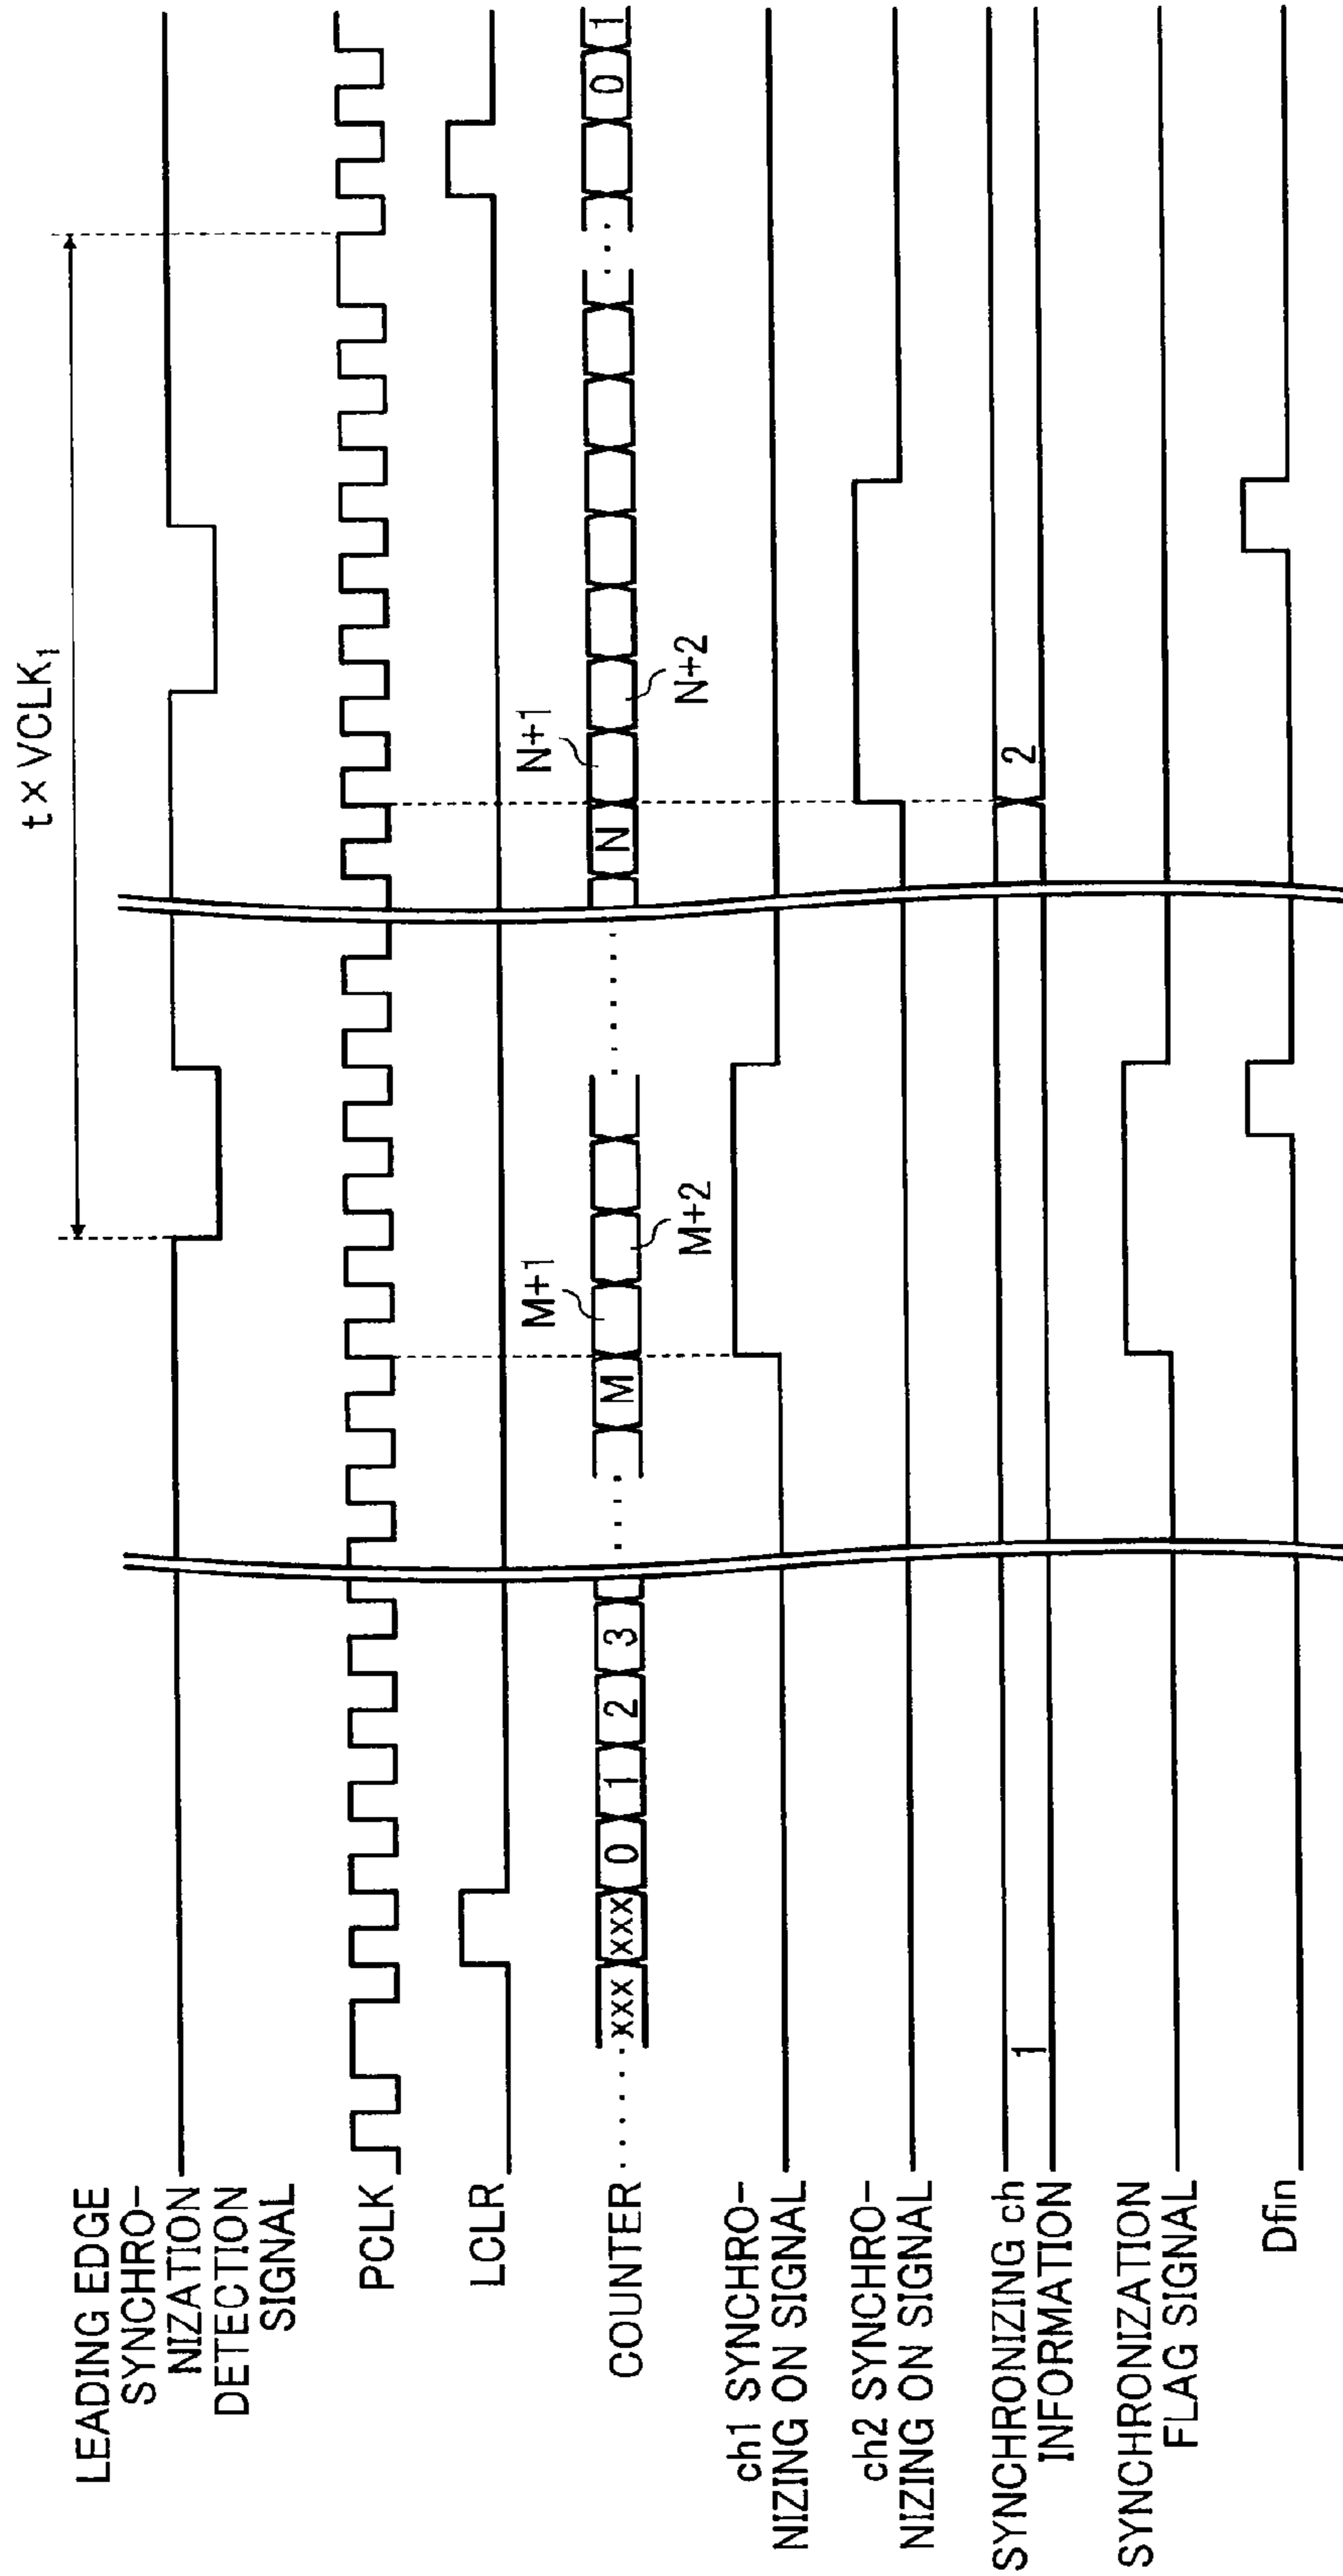 t x VCLK1
LEADING EDGE
SYNCHRO-
NIZATION
DETECTION
SIGNAL
PCLK
LCLR
COUNTER
xxx xxx 0 1 2 3 M N 0 1
M+1
M+2
N+1
N+2
ch1 SYNCHRO-
NIZING ON SIGNAL
ch2 SYNCHRO-
NIZING ON SIGNAL
SYNCHRONIZING ch
INFORMATION
1 2
SYNCHRONIZATION
FLAG SIGNAL
Dfin